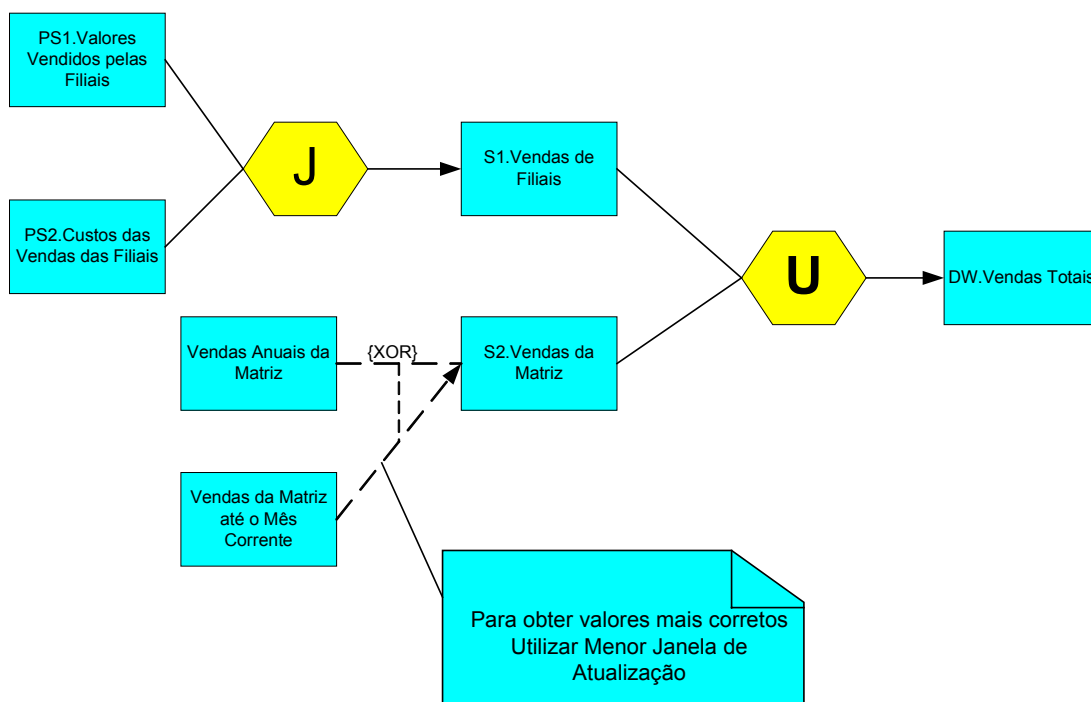 PS1.Valores
Vendidos pelas
Filiais
J
S1.Vendas de
Filiais
PS2.Custos das
Vendas das Filiais
U
DW.Vendas Totais
Vendas Anuais da
Matriz
{XOR}
S2.Vendas da
Matriz
Vendas da Matriz
até o Mês
Corrente
Para obter valores mais corretos
Utilizar Menor Janela de
Atualização